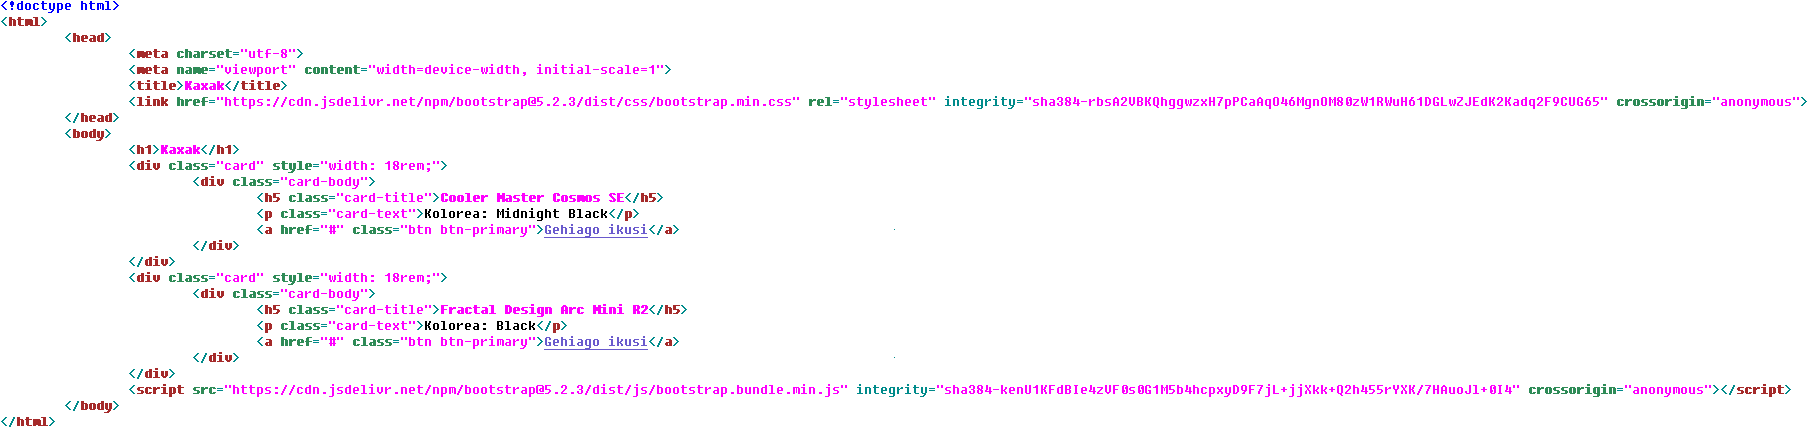 <!doctype html>
<html>
<head>
<meta charset="utf-8">
<meta name="viewport" content="width=device-width, initial-scale=1">
<title>Kaxak</title>
<link href="https://cdn.jsdelivr.net/npm/bootstrap@5.2.3/dist/css/bootstrap.min.css" rel="stylesheet" integrity="sha384-rbsA2VBKQhggwzxH7pPCaAqO46MgnOM80zW1RWuH61DGLwZJEdK2Kadq2F9CUG65" crossorigin="anonymous">
</head>
<body>
<h1>Kaxak</h1>
<div class="card" style="width: 18rem;">
<div class="card-body">
<h5 class="card-title">Cooler Master Cosmos SE</h5>
<p class="card-text">Kolorea: Midnight Black</p>
<a href="#" class="btn btn-primary">Gehiago ikusi</a>
</div>
</div>
<div class="card" style="width: 18rem;">
<div class="card-body">
<h5 class="card-title">Fractal Design Arc Mini R2</h5>
<p class="card-text">Kolorea: Black</p>
<a href="#" class="btn btn-primary">Gehiago ikusi</a>
</div>
</div>
<script src="https://cdn.jsdelivr.net/npm/bootstrap@5.2.3/dist/js/bootstrap.bundle.min.js" integrity="sha384-kenU1KFdBIe4zVF0s0G1M5b4hcpxyD9F7jL+jjXkk+Q2h455rYXK/7HAuoJl+0I4" crossorigin="anonymous"></script>
</body>
</html>